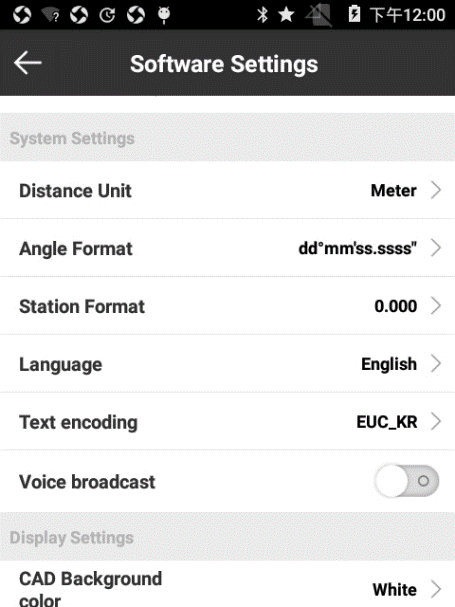 下午12:00
Software Settings
System Settings
Distance Unit Meter
Angle Format dd°mm'ss.ssss"
Station Format 0.000
Language English
Text encoding EUC_KR
Voice broadcast
Display Settings
CAD Background
color White